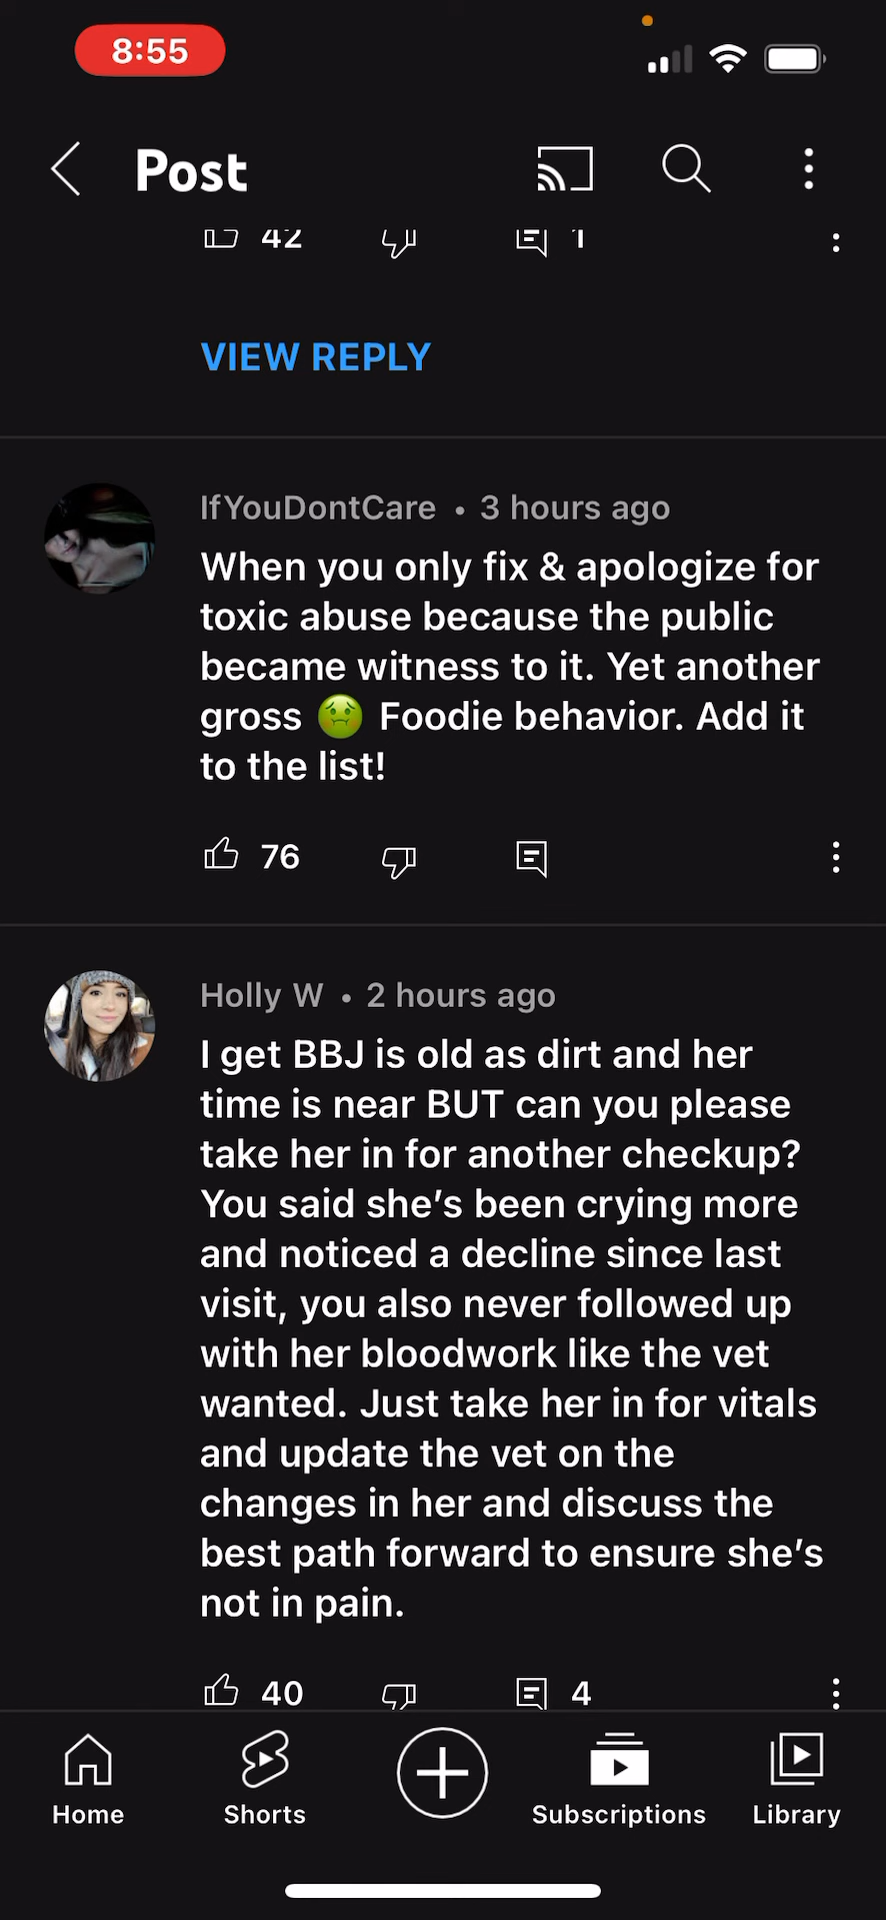 8:55
Post
42 1
VIEW REPLY
IfYouDontCare • 3 hours ago
When you only fix & apologize for
toxic abuse because the public
became witness to it. Yet another
gross 🤢 Foodie behavior. Add it
to the list!
76
Holly W • 2 hours ago
I get BBJ is old as dirt and her
time is near BUT can you please
take her in for another checkup?
You said she's been crying more
and noticed a decline since last
visit, you also never followed up
with her bloodwork like the vet
wanted. Just take her in for vitals
and update the vet on the
changes in her and discuss the
best path forward to ensure she's
not in pain.
40 4
Home Shorts Subscriptions Library